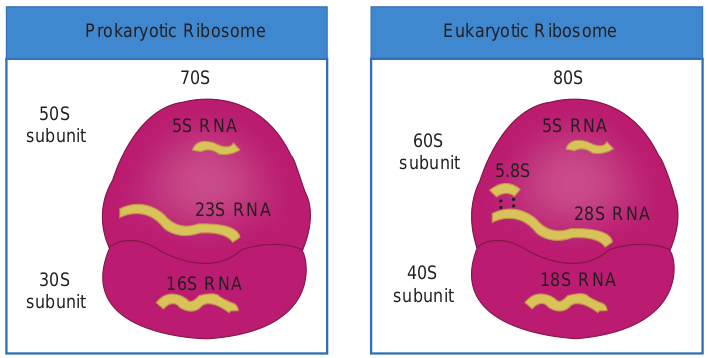 Prokaryotic Ribosome
70S
50S
subunit
5S RNA
23S RNA
30S
subunit
16S RNA
Eukaryotic Ribosome
80S
60S
subunit
5S RNA
5.8S
28S RNA
40S
subunit
18S RNA